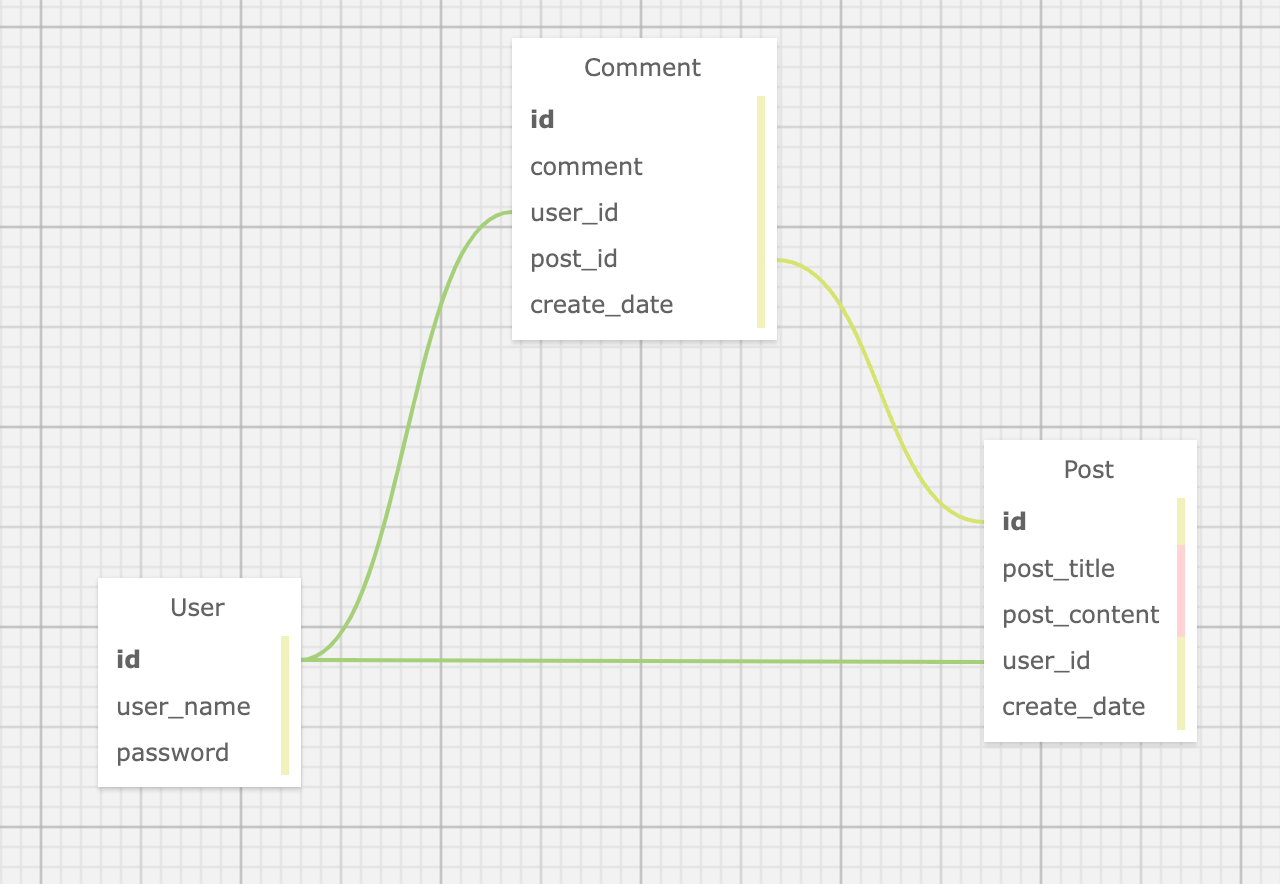 Comment
id
comment
user_id
post_id
create_date
Post
id
post_title
post_content
user_id
create_date
User
id
user_name
password